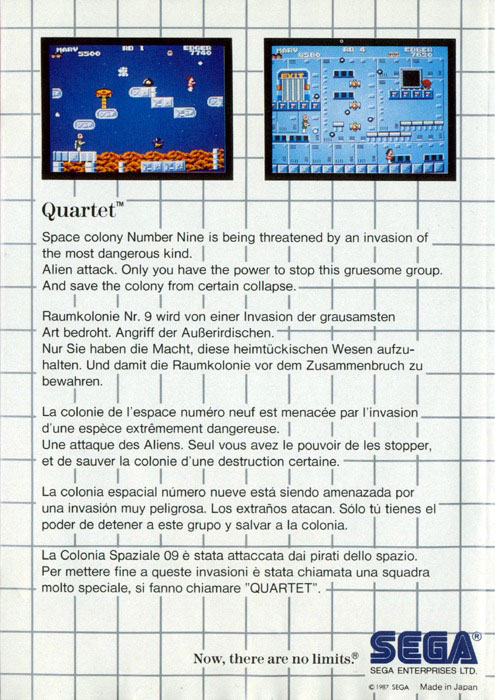 MARV RD 1 EDGER
5500 7740
MARV RD 4 EDGER
EXIT
Quartet™
Space colony Number Nine is being threatened by an invasion of
the most dangerous kind.
Alien attack. Only you have the power to stop this gruesome group.
And save the colony from certain collapse.
Raumkolonie Nr. 9 wird von einer Invasion der grausamsten
Art bedroht. Angriff der Außerirdischen.
Nur Sie haben die Macht, diese heimtückischen Wesen aufzu-
halten. Und damit die Raumkolonie vor dem Zusammenbruch zu
bewahren.
La colonie de l'espace numéro neuf est menacée par l'invasion
d'une espèce extrêmement dangereuse.
Une attaque des Aliens. Seul vous avez le pouvoir de les stopper,
et de sauver la colonie d'une destruction certaine.
La colonia espacial número nueve está siendo amenazada por
una invasión muy peligrosa. Los extraños atacan. Sólo tú tienes el
poder de detener a este grupo y salvar a la colonia.
La Colonia Spaziale 09 è stata attaccata dai pirati dello spazio.
Per mettere fine a queste invasioni è stata chiamata una squadra
molto speciale, si fanno chiamare "QUARTET".
Now, there are no limits.®
SEGA®
SEGA ENTERPRISES LTD.
© 1987 SEGA Made in Japan